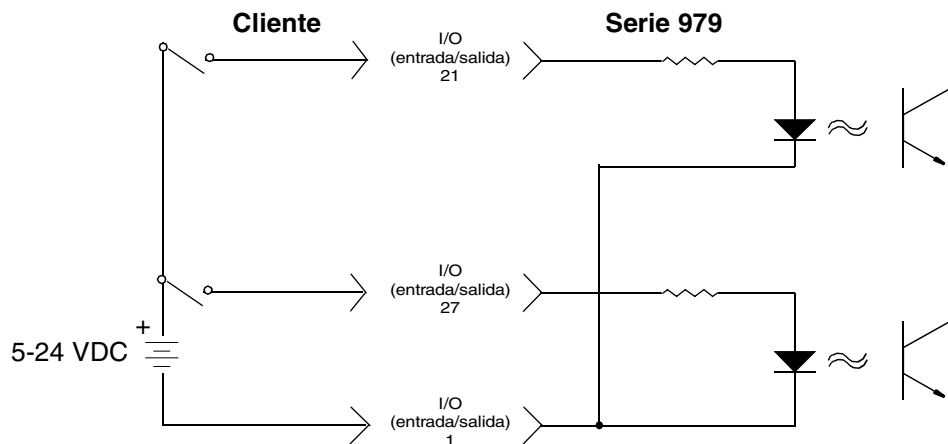 Cliente
Serie 979
I/O
(entrada/salida)
21
I/O
(entrada/salida)
27
+
5-24 VDC
I/O
(entrada/salida)
1